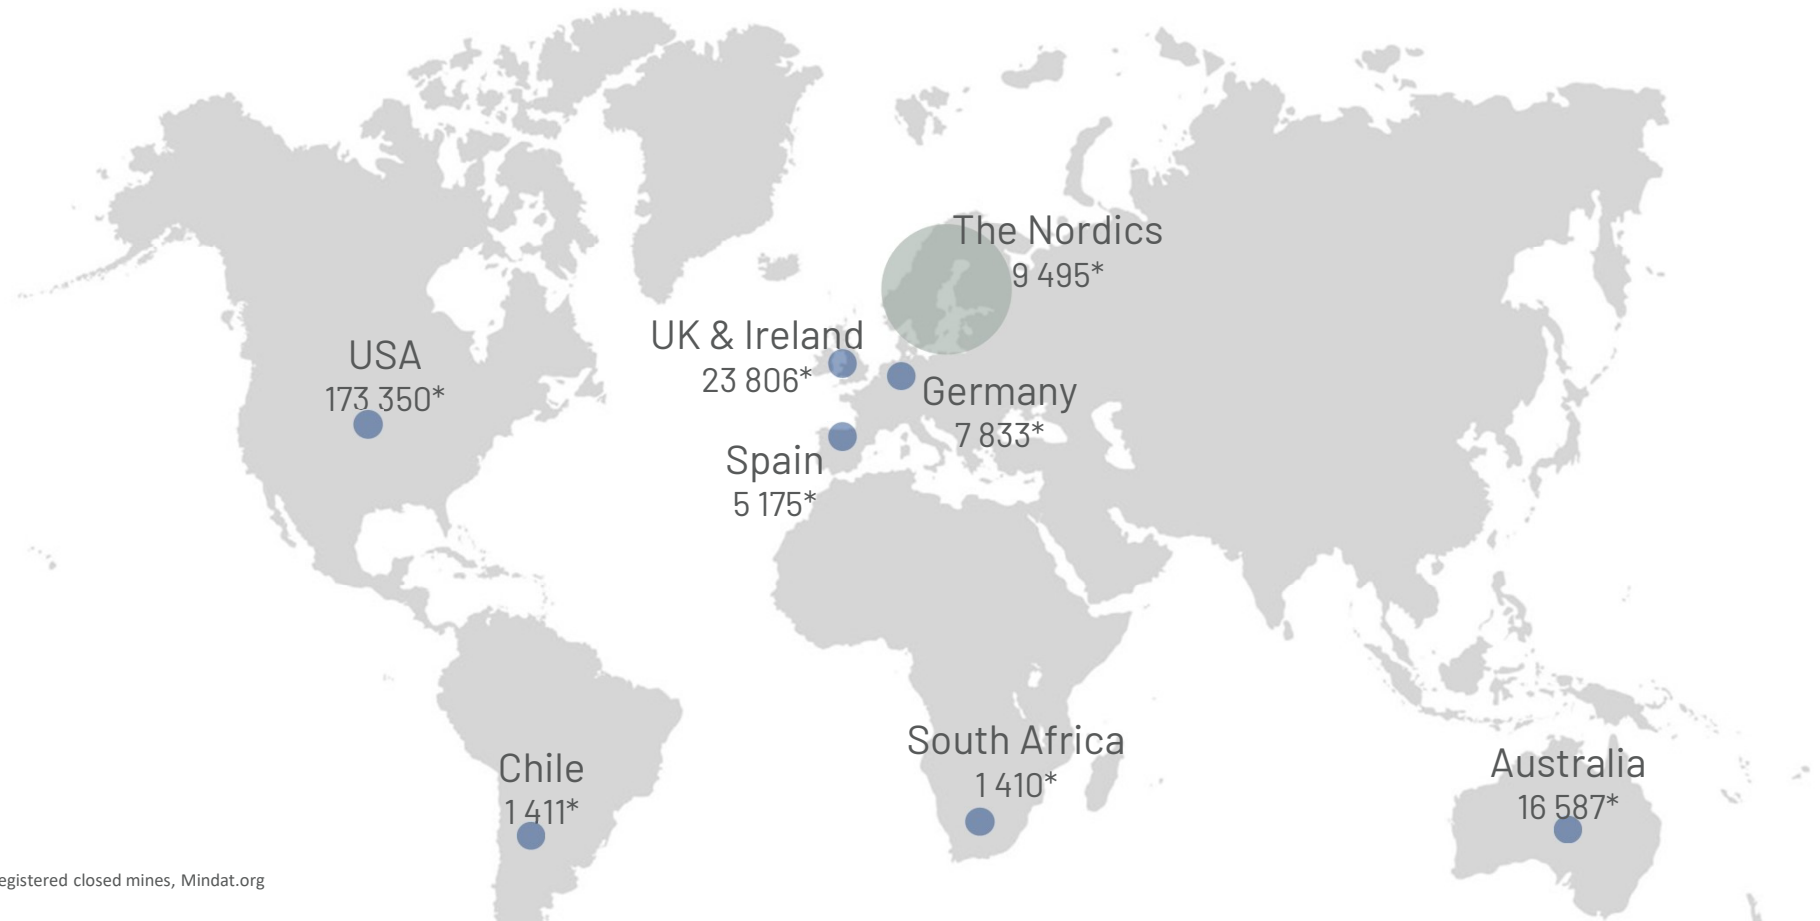 The Nordics
9 495*
UK & Ireland
23 806*
USA
173 350*
Germany
7 833*
Spain
5 175*
South Africa
1 410*
Chile
1 411*
Australia
16 587*
egistered closed mines, Mindat.org